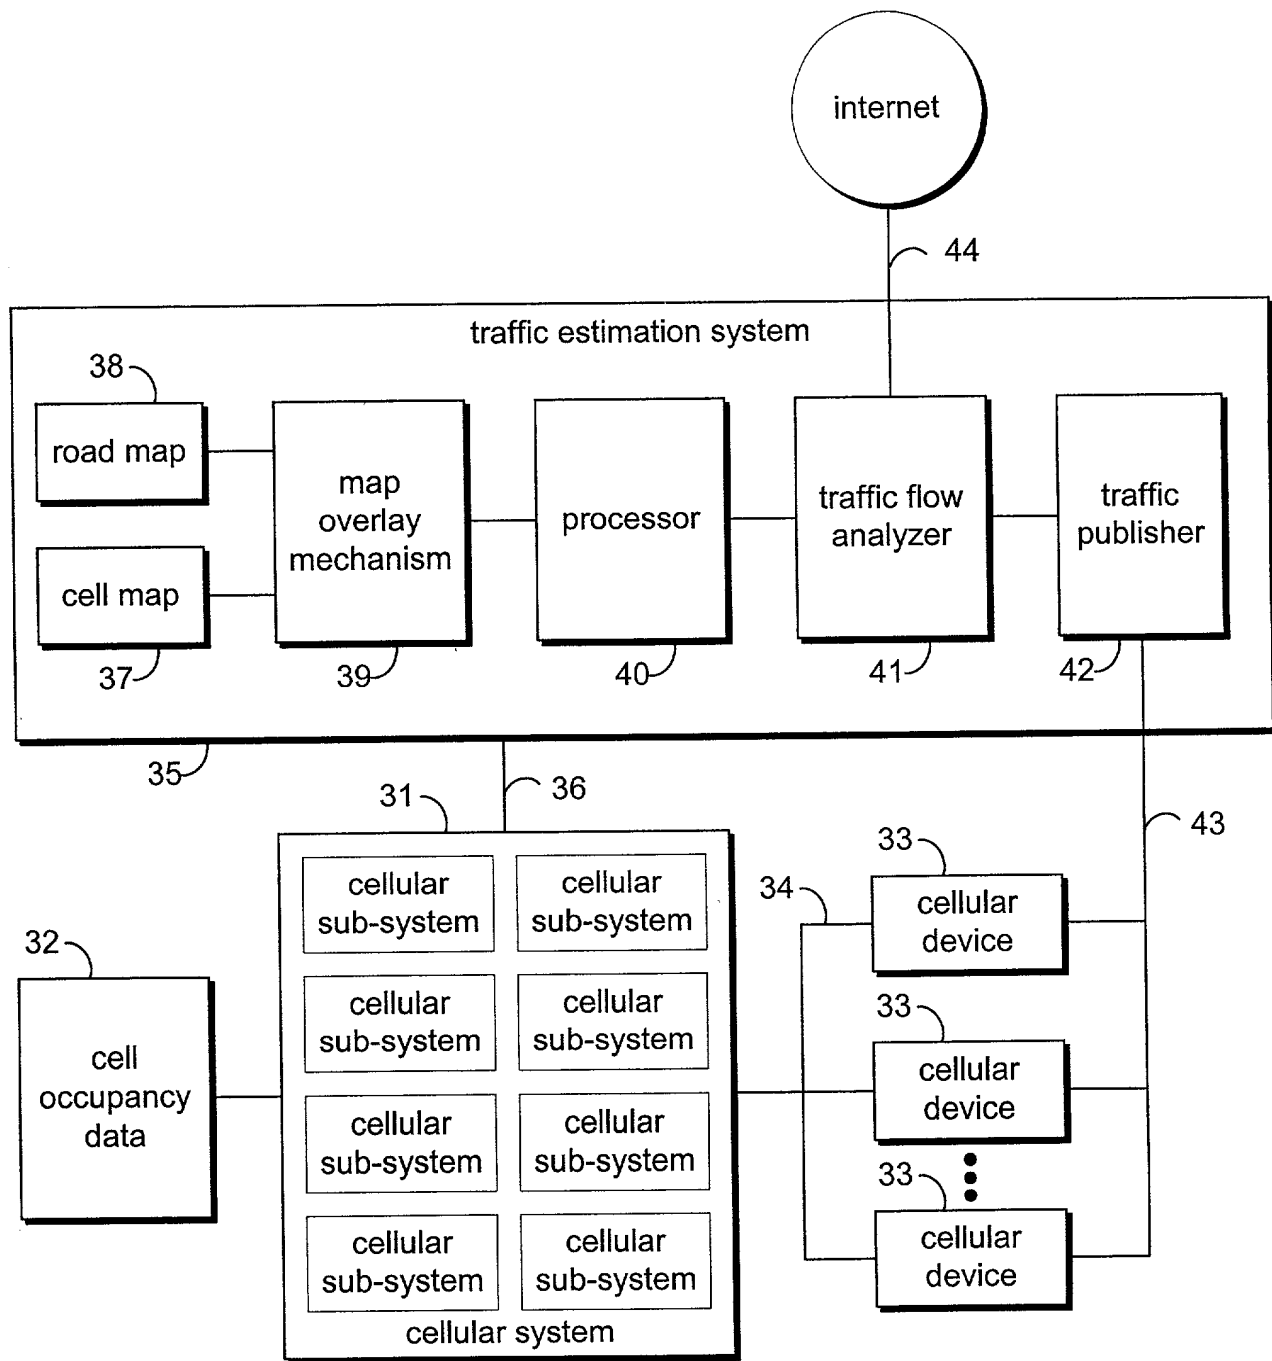 internet
44
traffic estimation system
38
road map
map
overlay
mechanism
processor
traffic flow
analyzer
traffic
publisher
cell map
37
39
40
41
42
35
36
31
43
33
34
cellular
sub-system
cellular
sub-system
cellular
device
32
cellular
sub-system
cellular
sub-system
33
cellular
device
cell
occupancy
data
cellular
sub-system
cellular
sub-system
33
cellular
device
cellular
sub-system
cellular
sub-system
cellular system